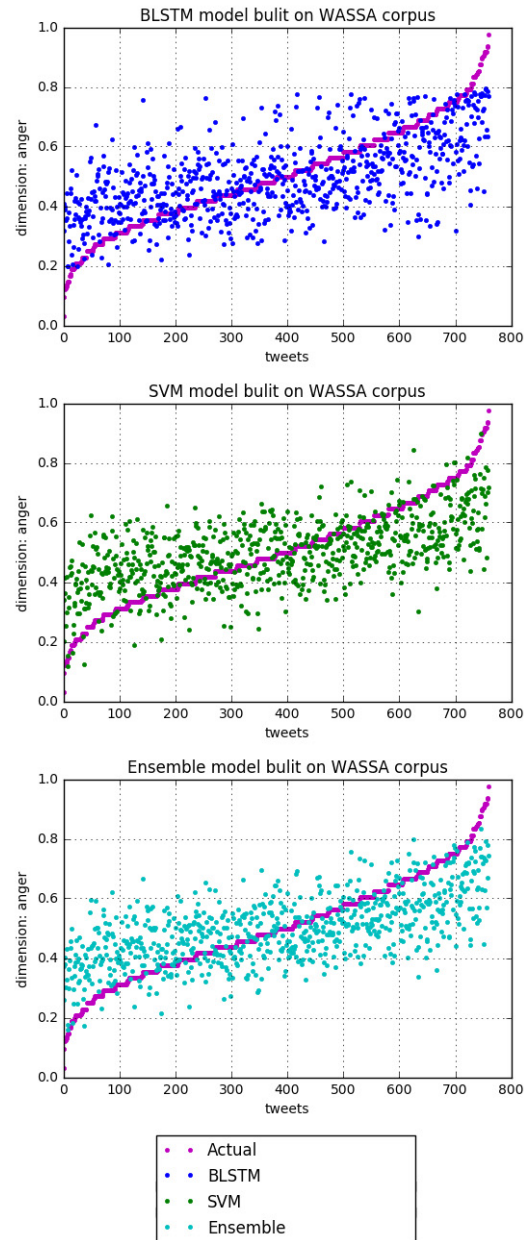 BLSTM model bulit on WASSA corpus
1.0
0.8
0.6
0.4
0.2
0.0
dimension: anger
0 100 200 300 400 500 600 700 800
tweets
SVM model bulit on WASSA corpus
1.0
0.8
0.6
0.4
0.2
0.0
dimension: anger
0 100 200 300 400 500 600 700 800
tweets
Ensemble model bulit on WASSA corpus
1.0
0.8
0.6
0.4
0.2
0.0
dimension: anger
0 100 200 300 400 500 600 700 800
tweets
Actual
BLSTM
SVM
Ensemble